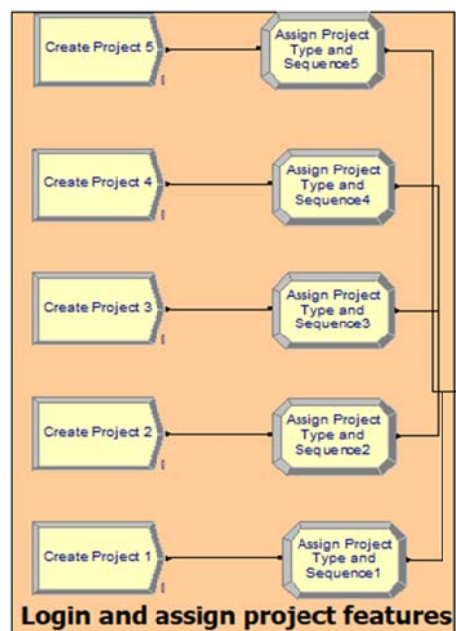 Create Project 5
Assign Project
Type and
Sequence5
Create Project 4
Assign Project
Type and
Sequence4
Create Project 3
Assign Project
Type and
Sequence3
Create Project 2
Assign Project
Type and
Sequence2
Create Project 1
Assign Project
Type and
Sequence1
Login and assign project features